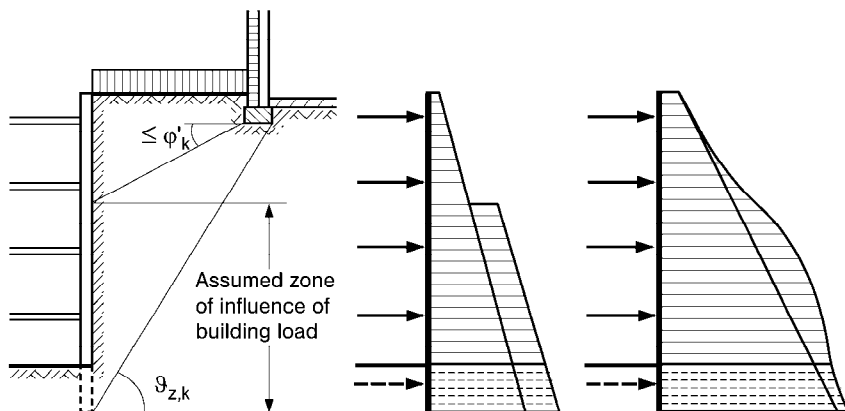 ≤ φ'k
Assumed zone
of influence of
building load
ϑz,k